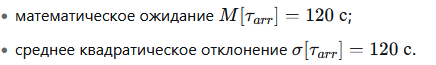 • математическое ожидание M[τ_arr] = 120 с;
• среднее квадратическое отклонение σ[τ_arr] = 120 с.